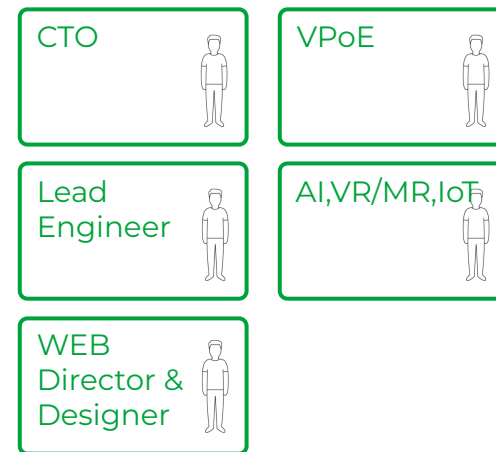 CTO
VPoE
Lead
Engineer
AI,VR/MR,IoT
WEB
Director &
Designer